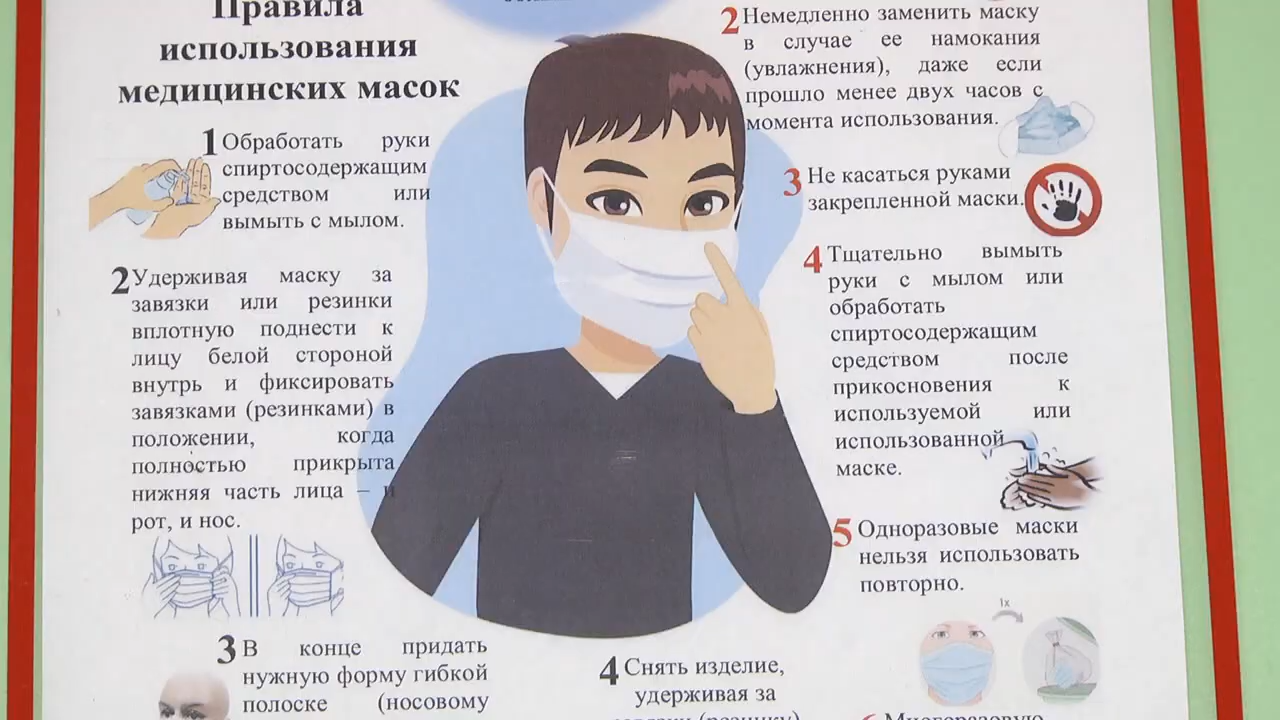 Правила
использования
медицинских масок
1 Обработать руки
спиртосодержащим
средством или
вымыть с мылом.
2 Удерживая маску за
завязки или резинки
вплотную поднести к
лицу белой стороной
внутрь и фиксировать
завязками (резинками) в
положении, когда
полностью прикрыта
нижняя часть лица – и
рот, и нос.
3 В конце придать
нужную форму гибкой
полоске (носовому
4 Снять изделие,
удерживая за
2 Немедленно заменить маску
в случае ее намокания
(увлажнения), даже если
прошло менее двух часов с
момента использования.
3 Не касаться руками
закрепленной маски.
4 Тщательно вымыть
руки с мылом или
обработать
спиртосодержащим
средством после
прикосновения к
используемой или
использованной
маске.
5 Одноразовые маски
нельзя использовать
повторно.
1x
6 Многоразовую